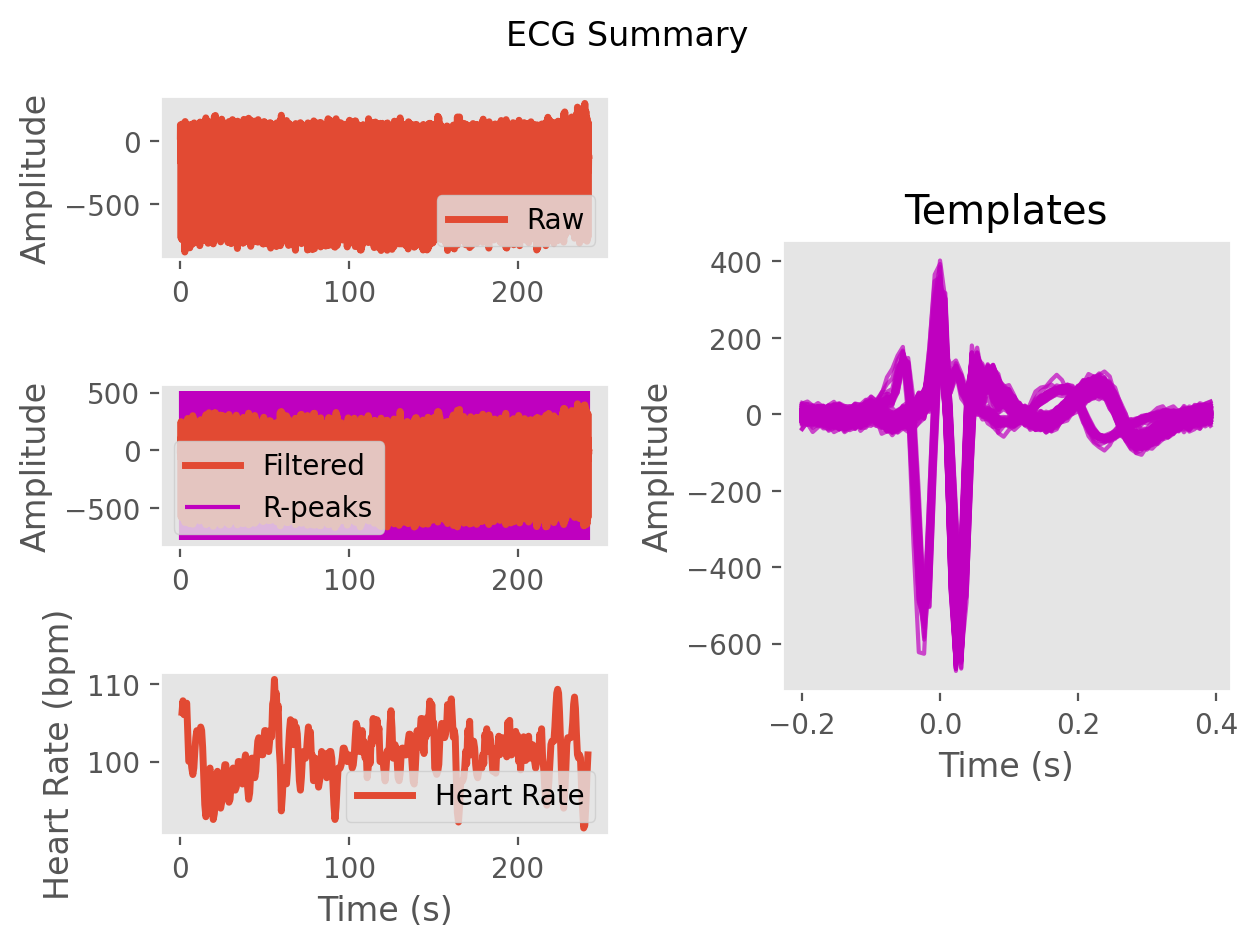 ECG Summary
Amplitude
0
−500
Raw
0 100 200
Amplitude
500
0
−500
Filtered
R-peaks
0 100 200
Heart Rate (bpm)
110
100
Heart Rate
0 100 200
Time (s)
Templates
Amplitude
400
200
0
−200
−400
−600
−0.2 0.0 0.2 0.4
Time (s)